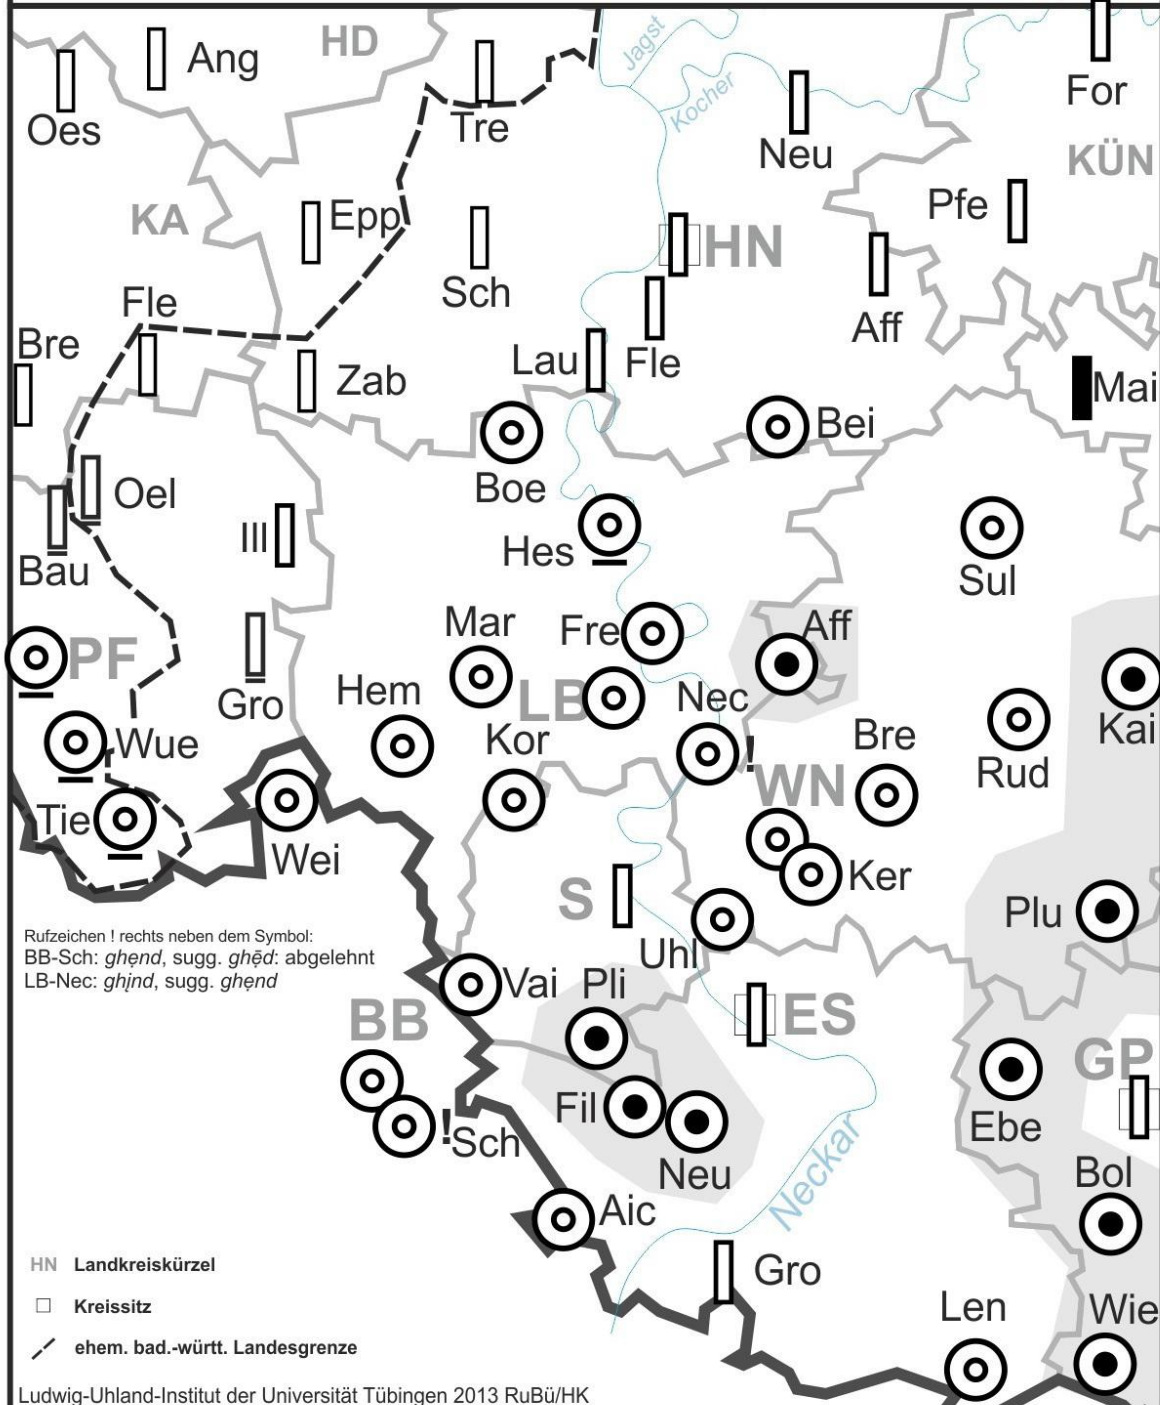 HD
Jagst
Ang
Oes
Tre
Kocher
Neu
For
KÜN
KA
Epp
Pfe
HN
Sch
Aff
Fle
Bre
Lau
Fle
Zab
Mai
Bei
Boe
Oel
Ill
Hes
Bau
Sul
Mar
Fre
Aff
PF
Gro
Hem
LB
Nec
Kai
Wue
Kor
!
Bre
Rud
WN
Tie
Wei
Ker
S
Plu
Uhl
Rufzeichen ! rechts neben dem Symbol:
BB-Sch: ghęnd, sugg. ghę̄d: abgelehnt
LB-Nec: ghįnd, sugg. ghęnd
Vai
Pli
BB
ES
GP
Fil
Ebe
!
Sch
Neu
Neckar
Bol
Aic
HN Landkreiskürzel
Gro
Kreissitz
Len
Wie
ehem. bad.-württ. Landesgrenze
Ludwig-Uhland-Institut der Universität Tübingen 2013 RuBü/HK